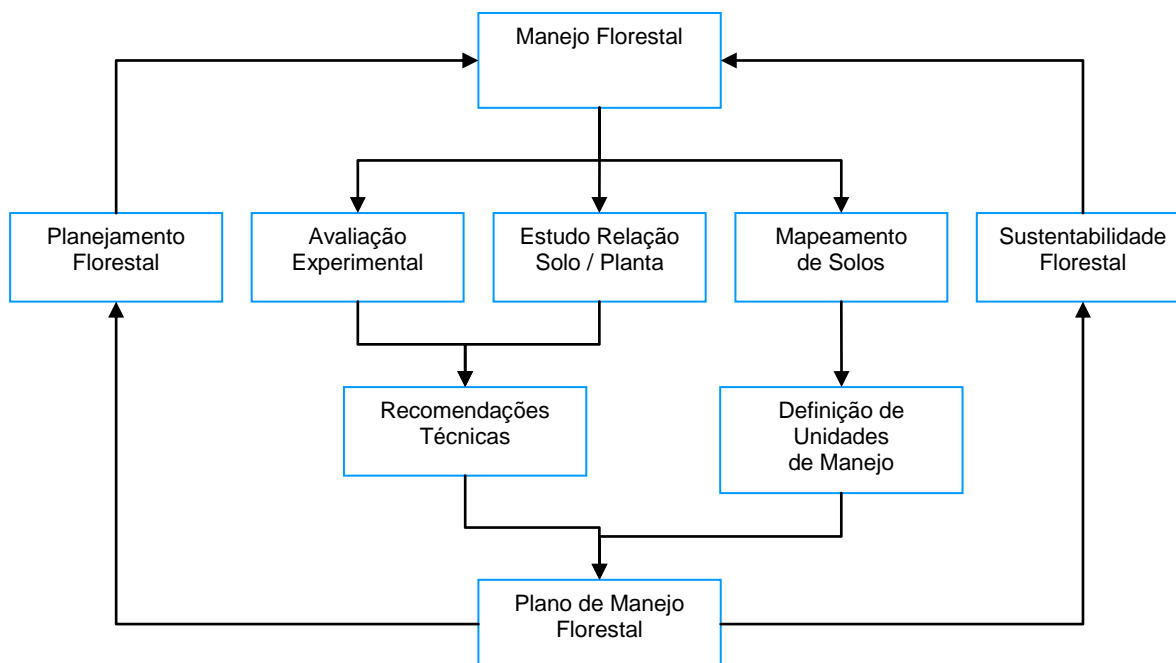 Manejo Florestal
Planejamento
Florestal
Avaliação
Experimental
Estudo Relação
Solo / Planta
Mapeamento
de Solos
Sustentabilidade
Florestal
Recomendações
Técnicas
Definição de
Unidades
de Manejo
Plano de Manejo
Florestal